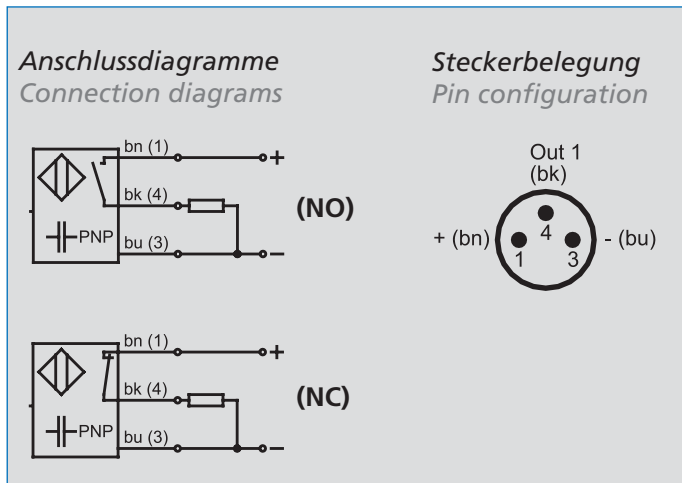 Anschlussdiagramme
Connection diagrams
bn (1)
+
bk (4)
(NO)
PNP
bu (3)
−
bn (1)
+
bk (4)
(NC)
PNP
bu (3)
−
Steckerbelegung
Pin configuration
Out 1
(bk)
+ (bn)
4
- (bu)
1
3